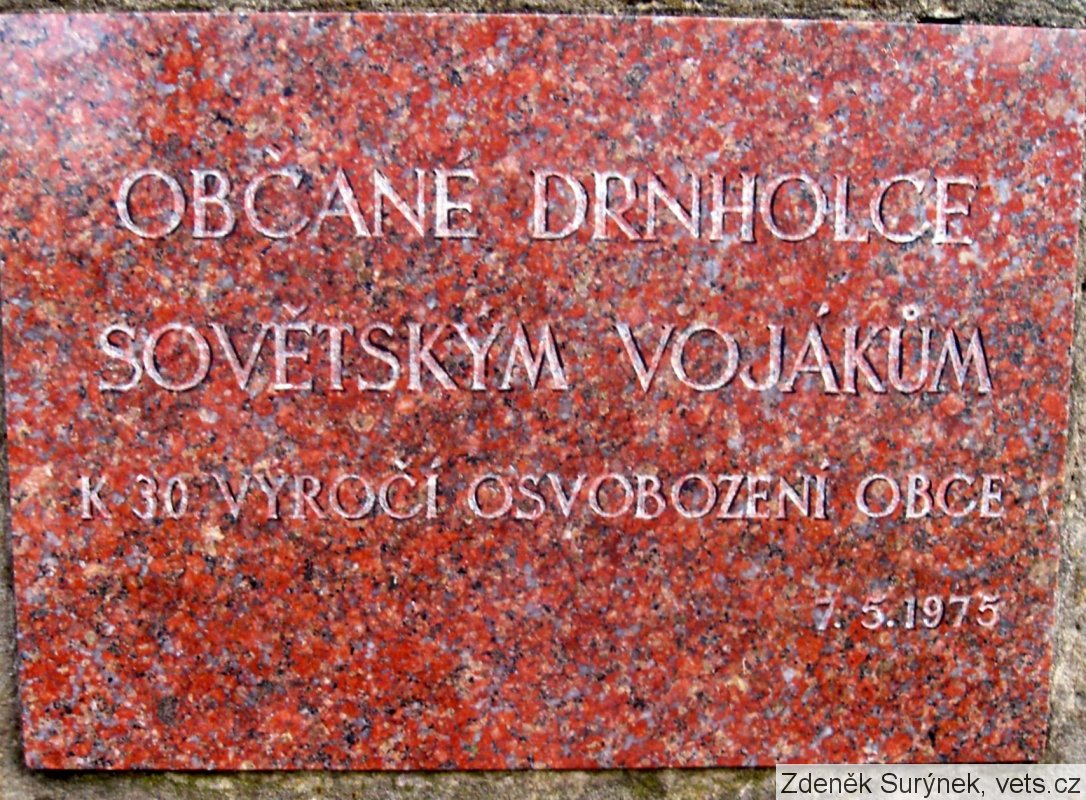 OBČANÉ DRNHOLCE
SOVĚTSKÝM VOJÁKŮM
K 30 VÝROČÍ OSVOBOZENÍ OBCE
7. 5. 1975
Zdeněk Surýnek, vets.cz